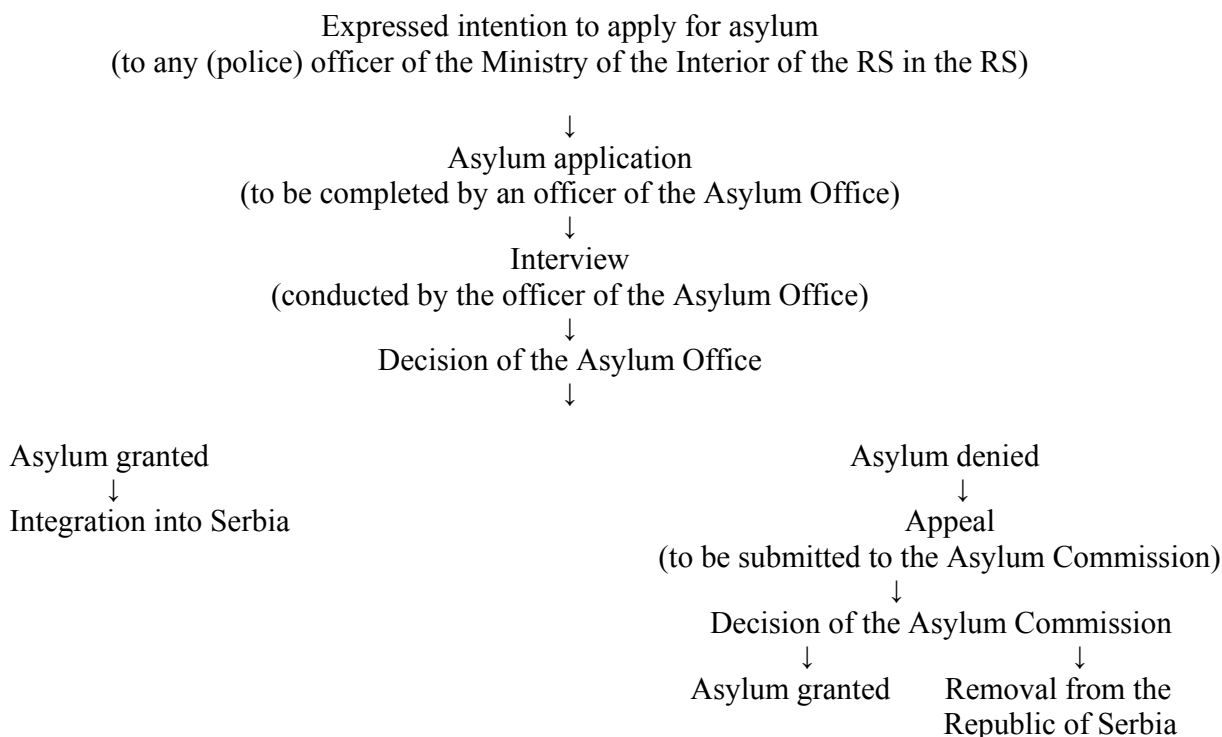 Expressed intention to apply for asylum
(to any (police) officer of the Ministry of the Interior of the RS in the RS)
↓
Asylum application
(to be completed by an officer of the Asylum Office)
↓
Interview
(conducted by the officer of the Asylum Office)
↓
Decision of the Asylum Office
↓
Asylum granted
↓
Integration into Serbia
Asylum denied
↓
Appeal
(to be submitted to the Asylum Commission)
↓
Decision of the Asylum Commission
↓ ↓
Asylum granted
Removal from the
Republic of Serbia